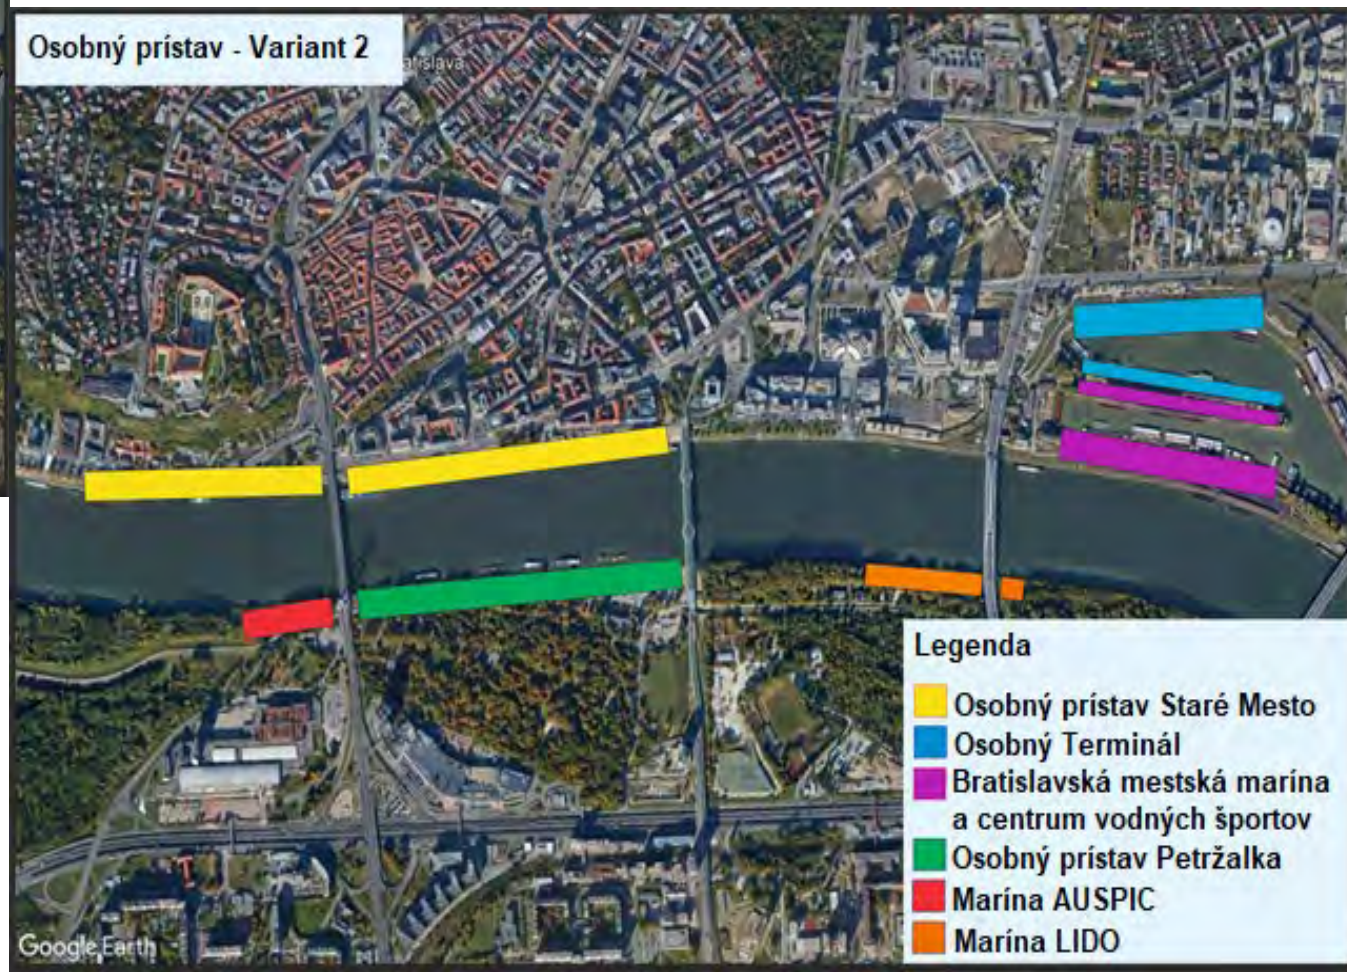 Osobný prístav - Variant 2
atislava
Legenda
Osobný prístav Staré Mesto
Osobný Terminál
Bratislavská mestská marína
a centrum vodných športov
Osobný prístav Petržalka
Marína AUSPIC
Marína LIDO
Google Earth